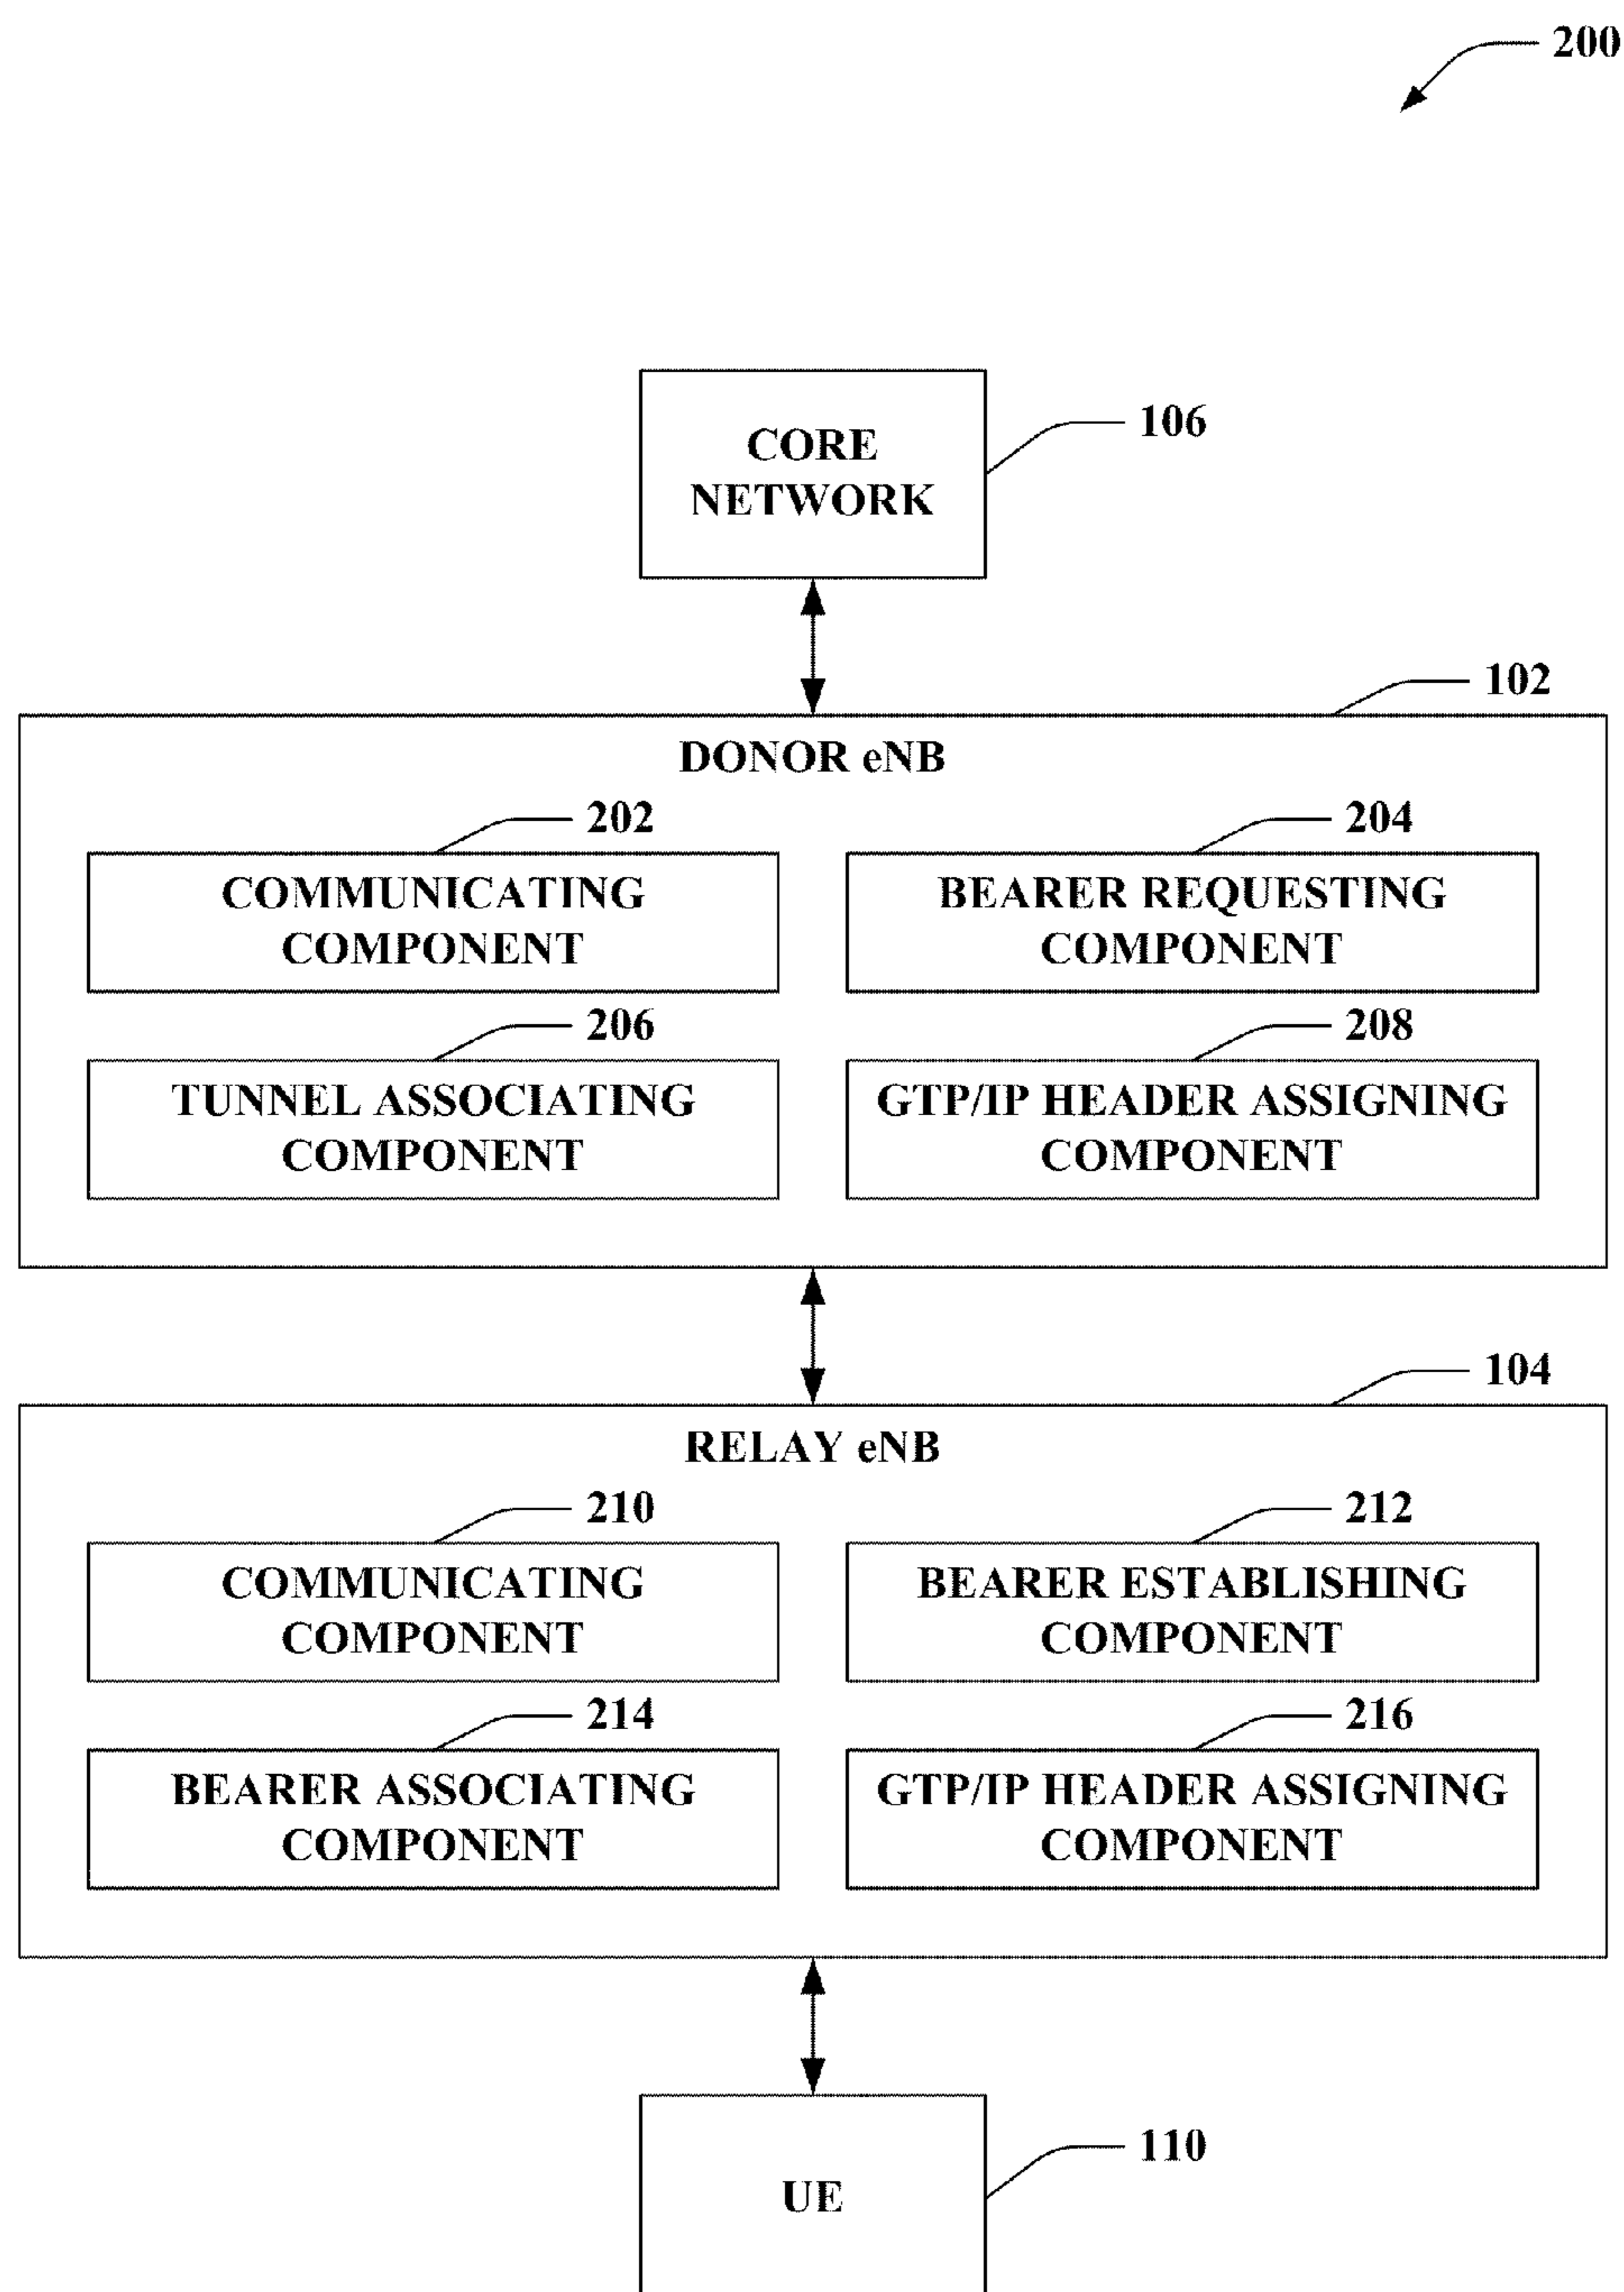 200
CORE
NETWORK
106
102
DONOR eNB
202
204
COMMUNICATING
COMPONENT
BEARER REQUESTING
COMPONENT
206
208
TUNNEL ASSOCIATING
COMPONENT
GTP/IP HEADER ASSIGNING
COMPONENT
104
RELAY eNB
210
212
COMMUNICATING
COMPONENT
BEARER ESTABLISHING
COMPONENT
214
216
BEARER ASSOCIATING
COMPONENT
GTP/IP HEADER ASSIGNING
COMPONENT
110
UE